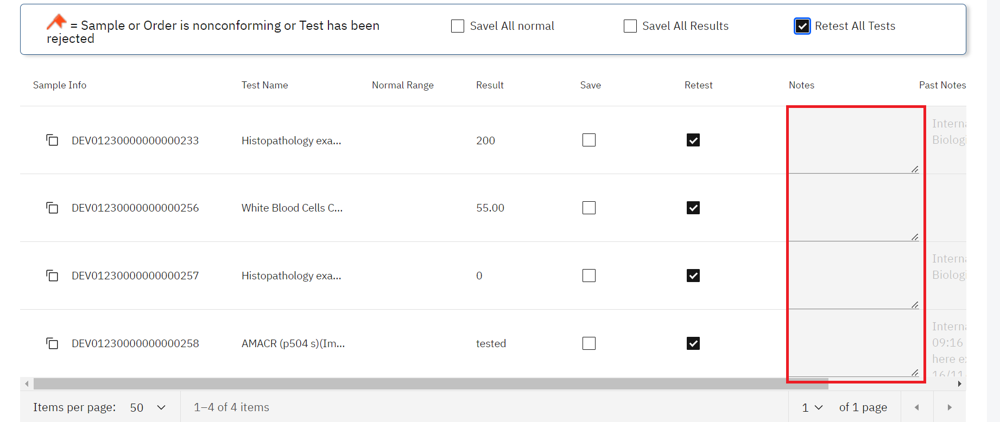 = Sample or Order is nonconforming or Test has been
rejected
Savel All normal
Savel All Results
Retest All Tests
Sample Info Test Name Normal Range Result Save Retest Notes Past Notes
DEV01230000000000233 Histopathology exa... 200
Interna
Biologi
DEV01230000000000256 White Blood Cells C... 55.00
DEV01230000000000257 Histopathology exa... 0
Interna
Biologi
DEV01230000000000258 AMACR (p504 s)(Im... tested
Interna
09:16
here e
16/11
Items per page: 50 1–4 of 4 items 1 of 1 page